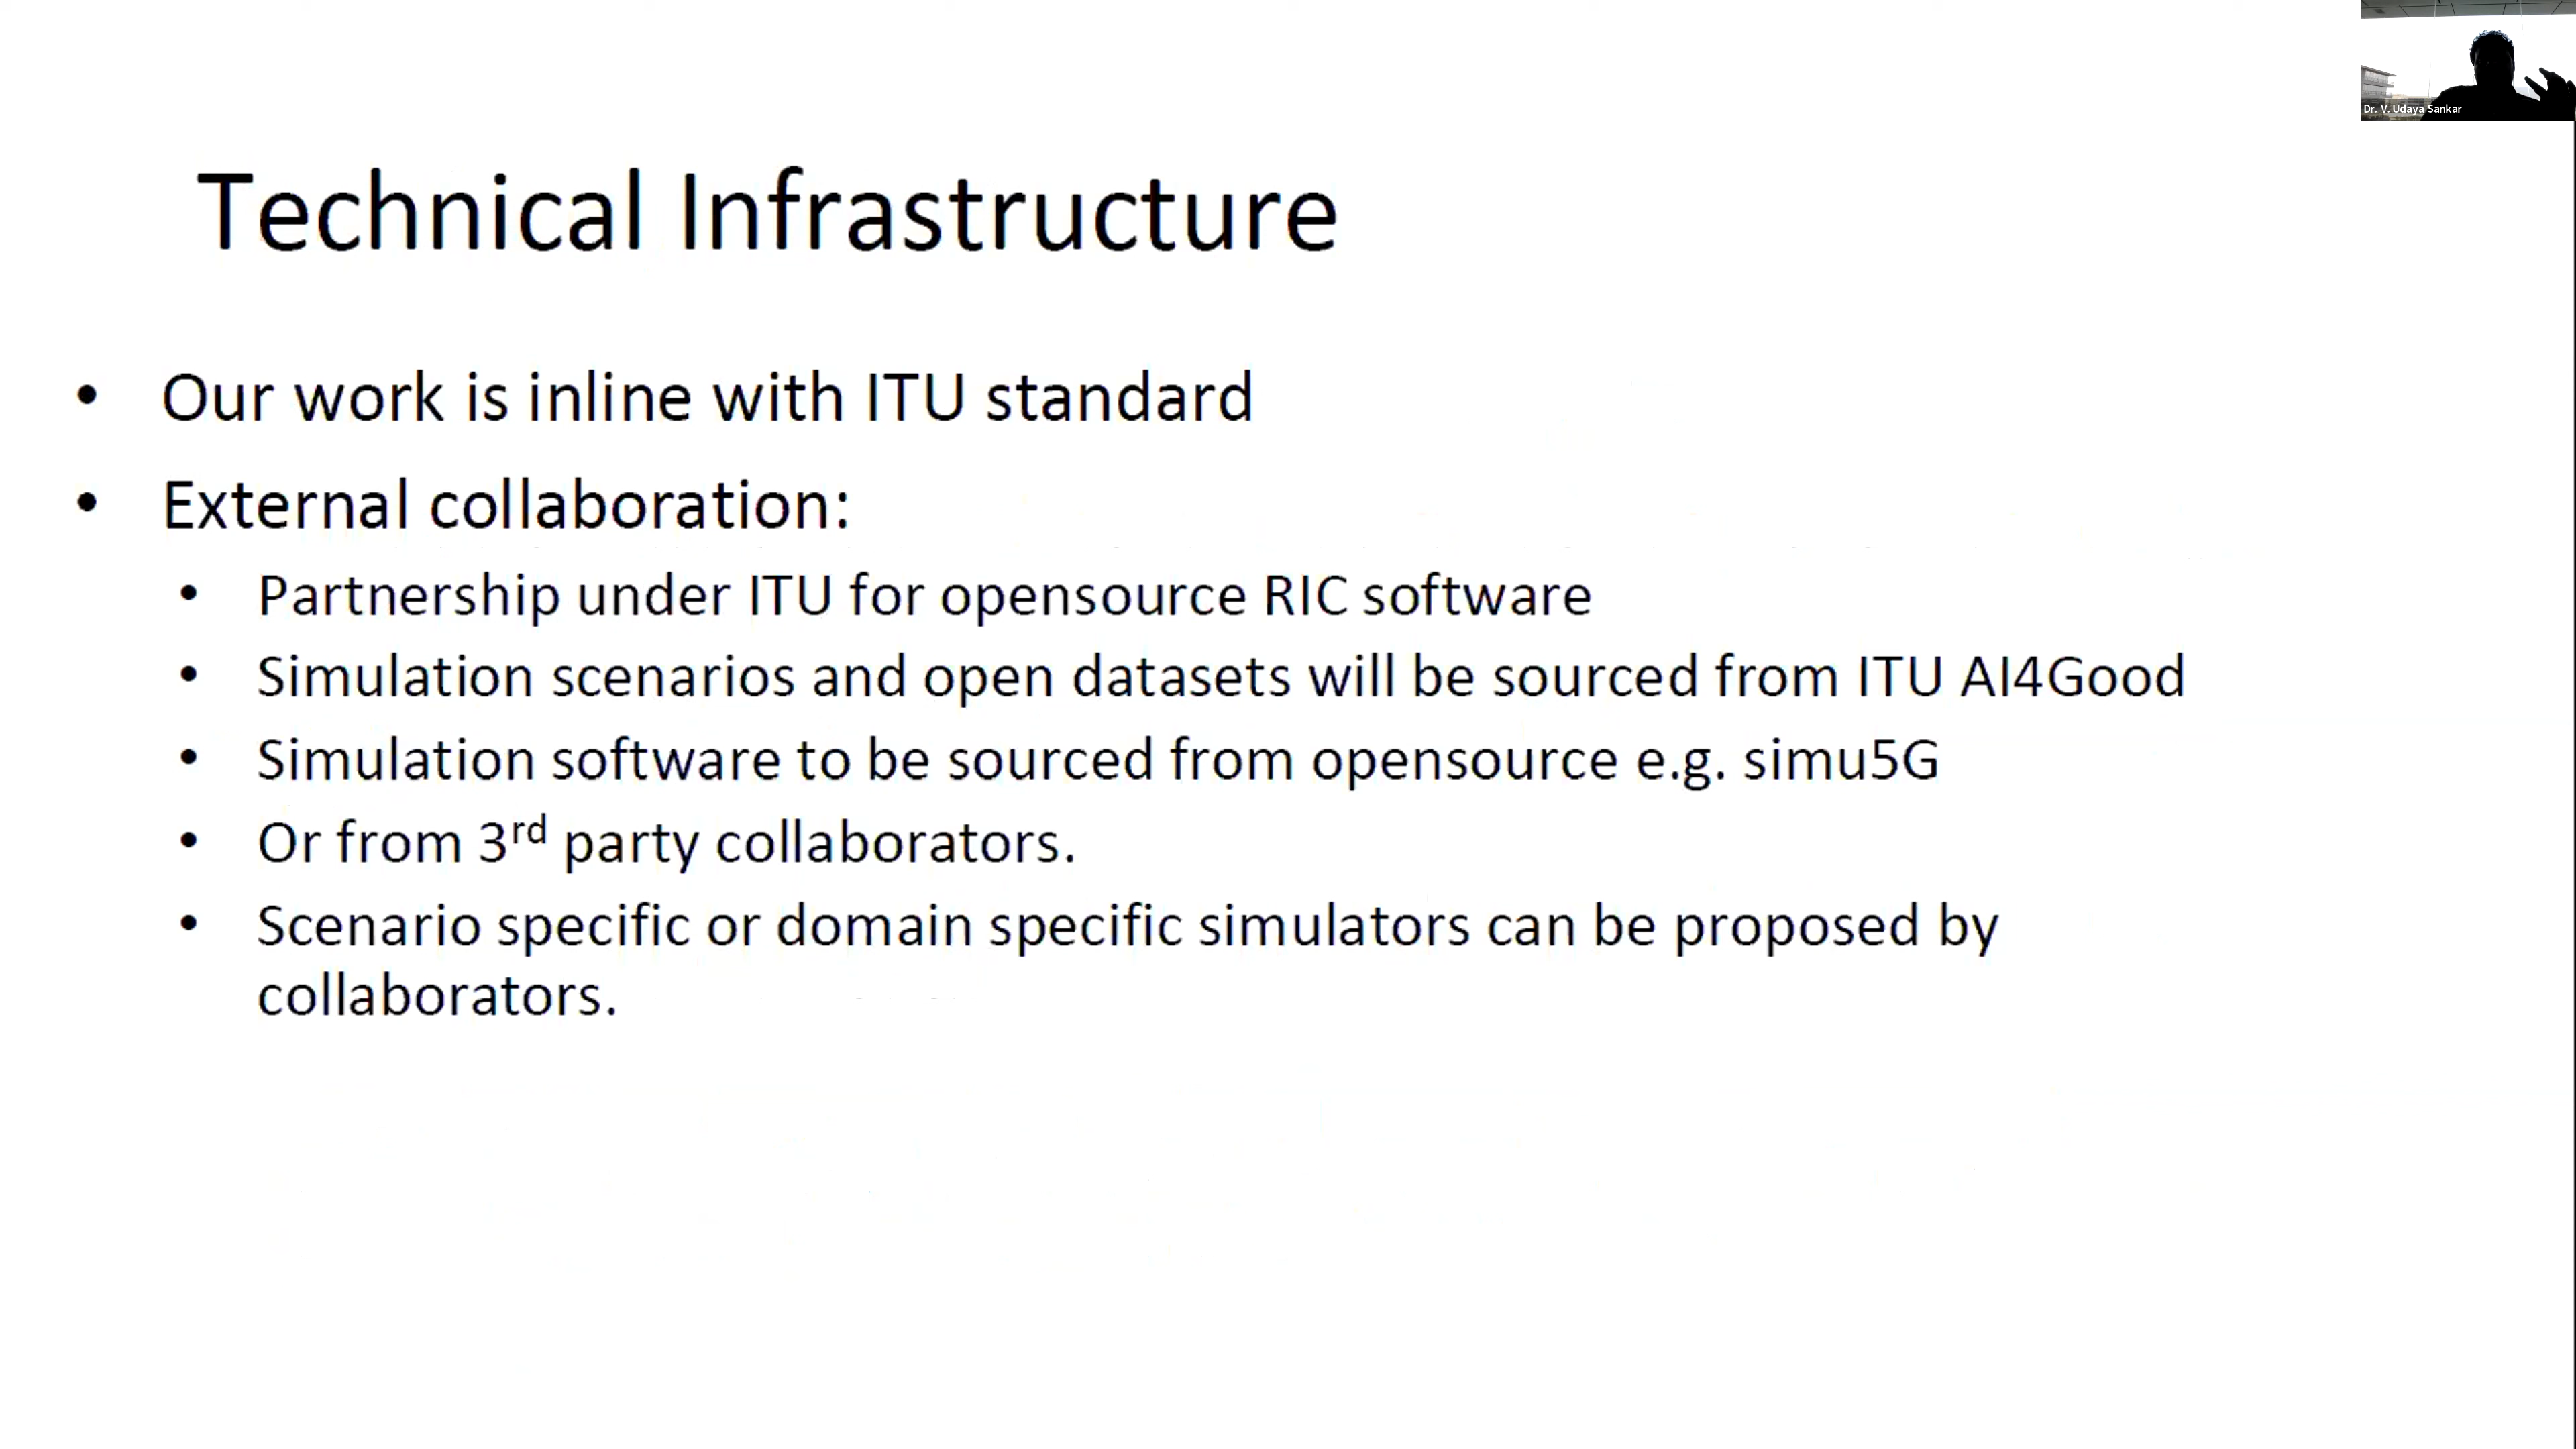 Dr. V. Udaya Sankar
Technical Infrastructure
• Our work is inline with ITU standard
• External collaboration:
• Partnership under ITU for opensource RIC software
• Simulation scenarios and open datasets will be sourced from ITU AI4Good
• Simulation software to be sourced from opensource e.g. simu5G
• Or from 3rd party collaborators.
• Scenario specific or domain specific simulators can be proposed by
collaborators.